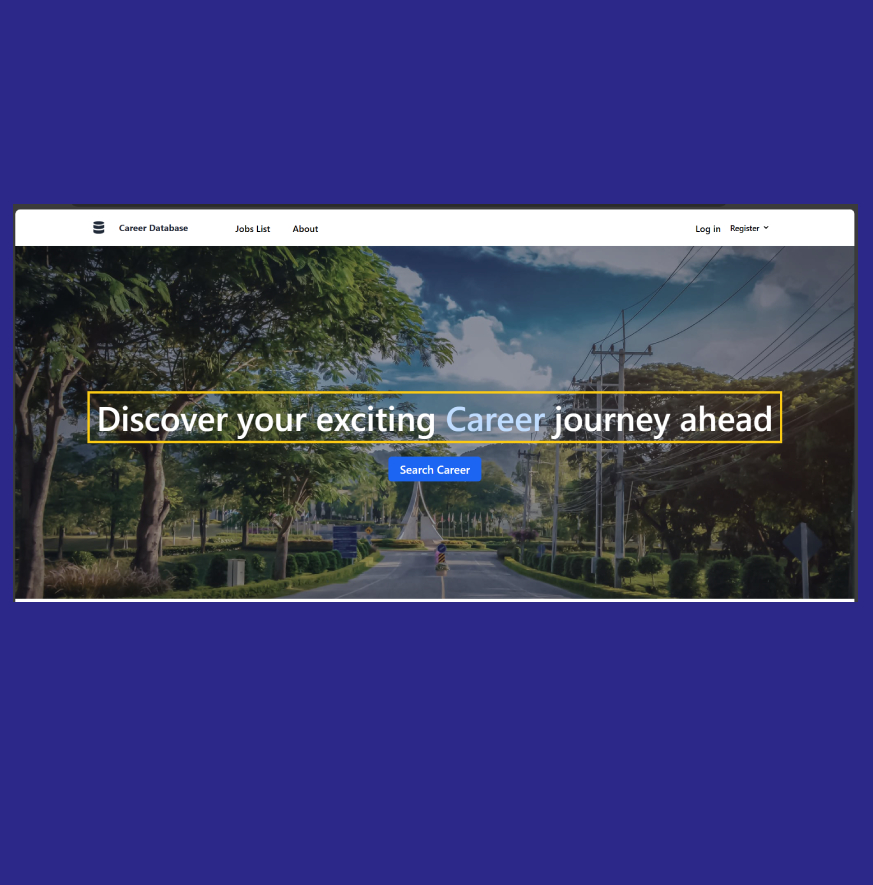 Career Database
Jobs List
About
Log in
Register
Discover your exciting Career journey ahead
Search Career